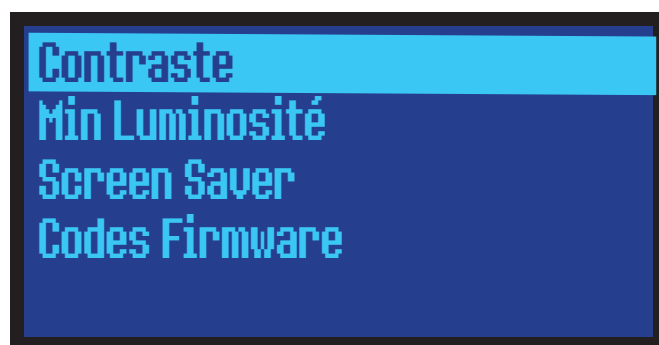 Contraste
Min Luminosité
Screen Saver
Codes Firmware